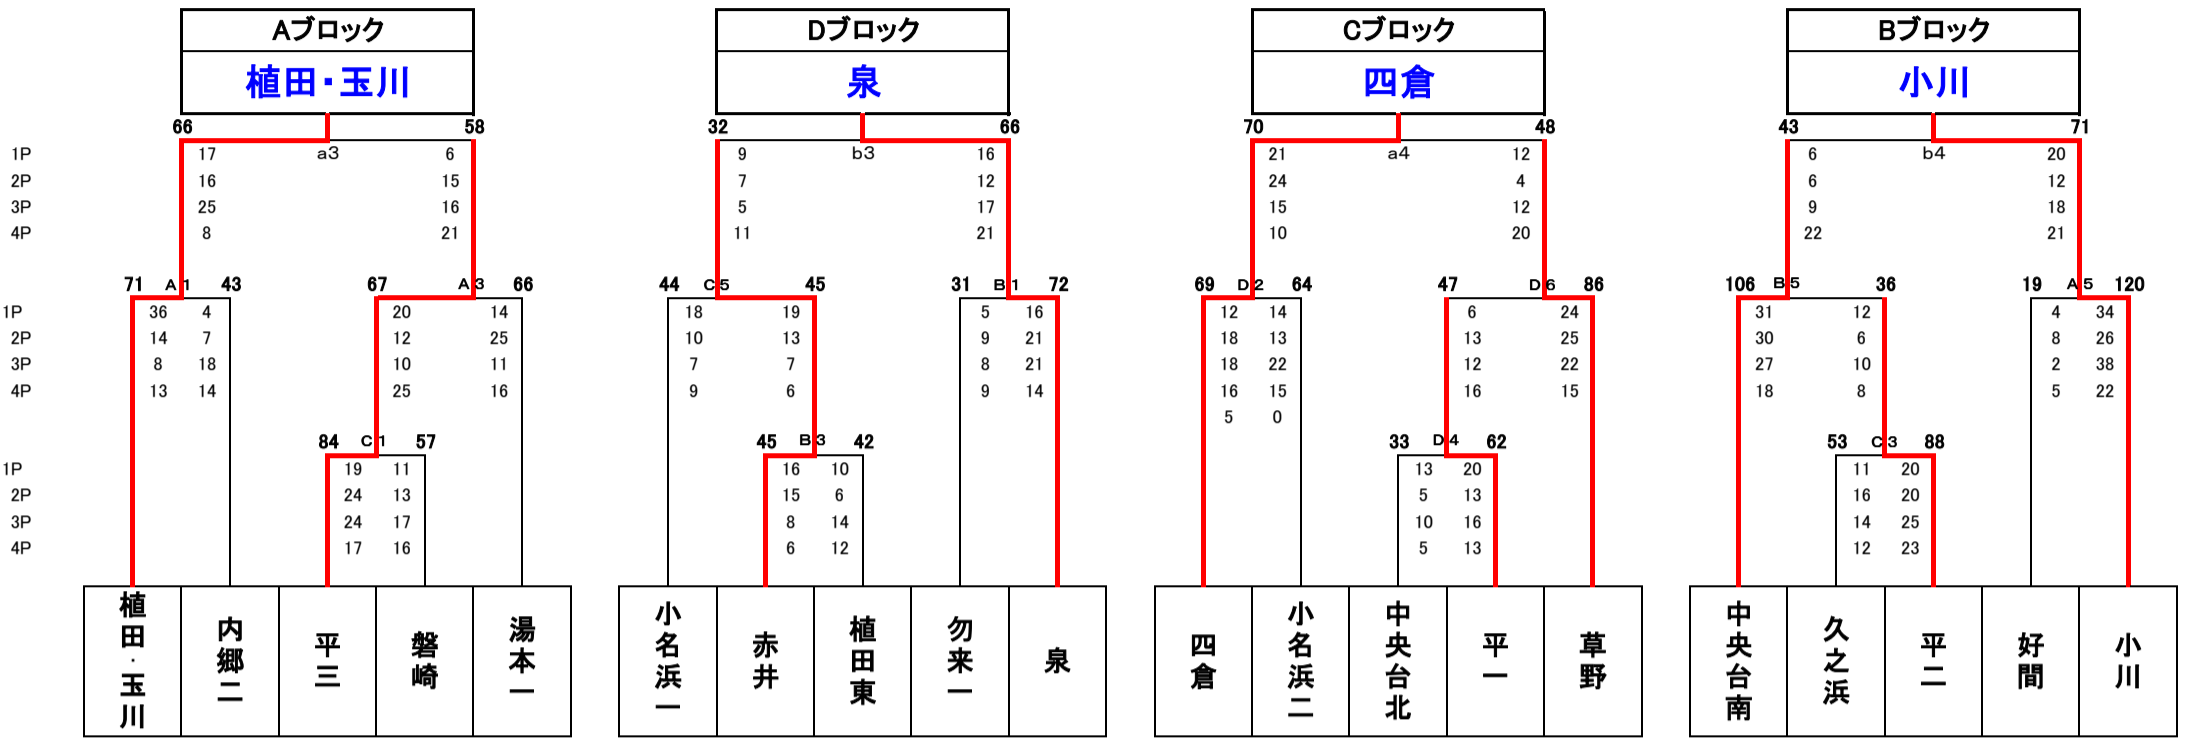 Aブロック Dブロック Cブロック Bブロック
植田・玉川 泉 四倉 小川
66 58 32 66 70 48 43 71
1P 17 a3 6 9 b3 16 21 a4 12 6 b4 20
2P 16 15 7 12 24 4 6 12
3P 25 16 5 17 15 12 9 18
4P 8 21 11 21 10 20 22 21
71 A1 43 67 A3 66 44 C5 45 31 B1 72 69 D2 64 47 D6 86 106 B5 36 19 A5 120
1P 36 4 20 14 18 19 5 16 12 14 6 24 31 12 4 34
2P 14 7 12 25 10 13 9 21 18 13 13 25 30 6 8 26
3P 8 18 10 11 7 7 8 21 18 22 12 22 27 10 2 38
4P 13 14 25 16 9 6 9 14 16 15 16 15 18 8 5 22
5 0
84 C1 57 45 B3 42 33 D4 62 53 C3 88
1P 19 11 16 10 13 20 11 20
2P 24 13 15 6 5 13 16 20
3P 24 17 8 14 10 16 14 25
4P 17 16 6 12 5 13 12 23
植田・玉川
内郷二
平三
磐崎
湯本一
小名浜一
赤井
植田東
勿来一
泉
四倉
小名浜二
中央台北
平一
草野
中央台南
久之浜
平二
好間
小川